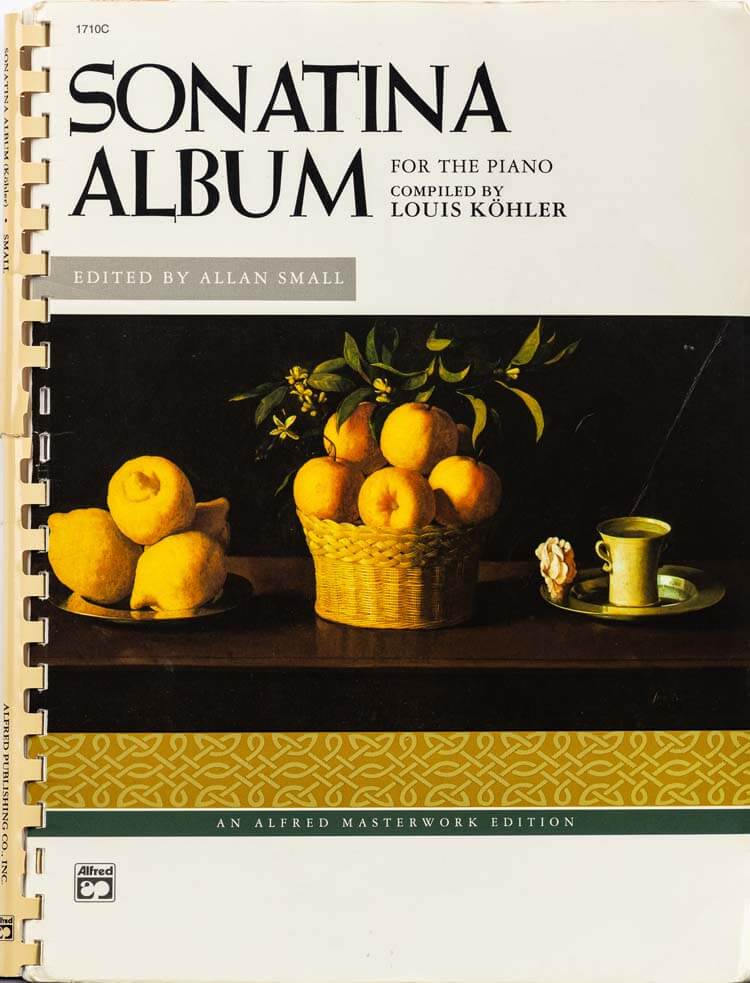 1710C
SONATINA
ALBUM
FOR THE PIANO
COMPILED BY
LOUIS KÖHLER
EDITED BY ALLAN SMALL
AN ALFRED MASTERWORK EDITION
Alfred
SONATINA ALBUM (Köhler) • SMALL
ALFRED PUBLISHING CO., INC.